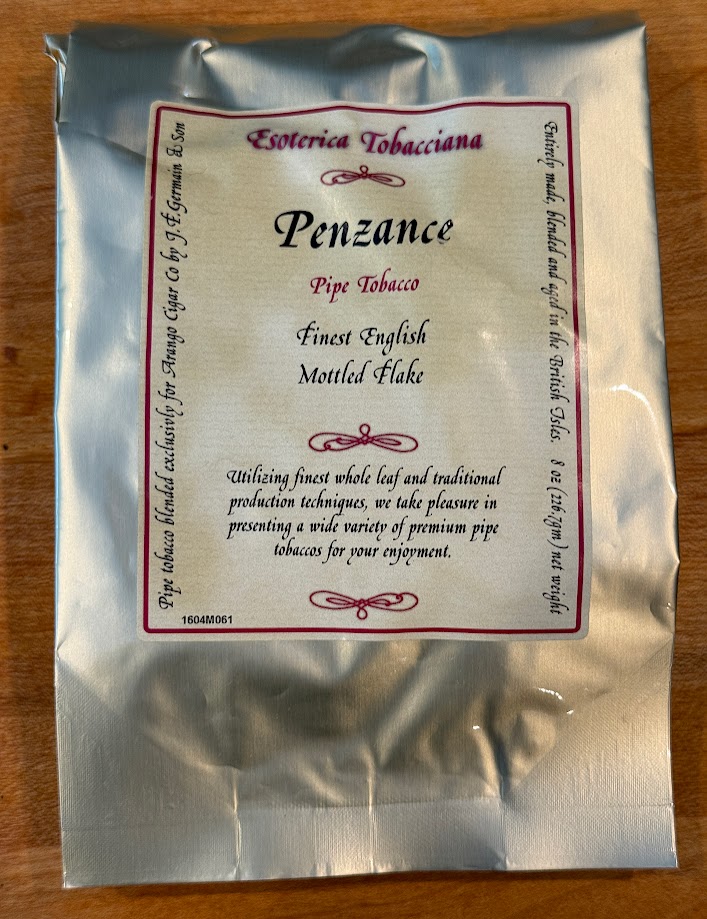 Esoterica Tobacciana
Penzance
Pipe Tobacco
Finest English
Mottled Flake
Utilizing finest whole leaf and traditional
production techniques, we take pleasure in
presenting a wide variety of premium pipe
tobaccos for your enjoyment.
1604M061
Pipe tobacco blended exclusivly for Arango Cigar Co by J.F.Germain & Son
Entirely made, blended and aged in the British Isles. 8 oz (226.7gm) net weight